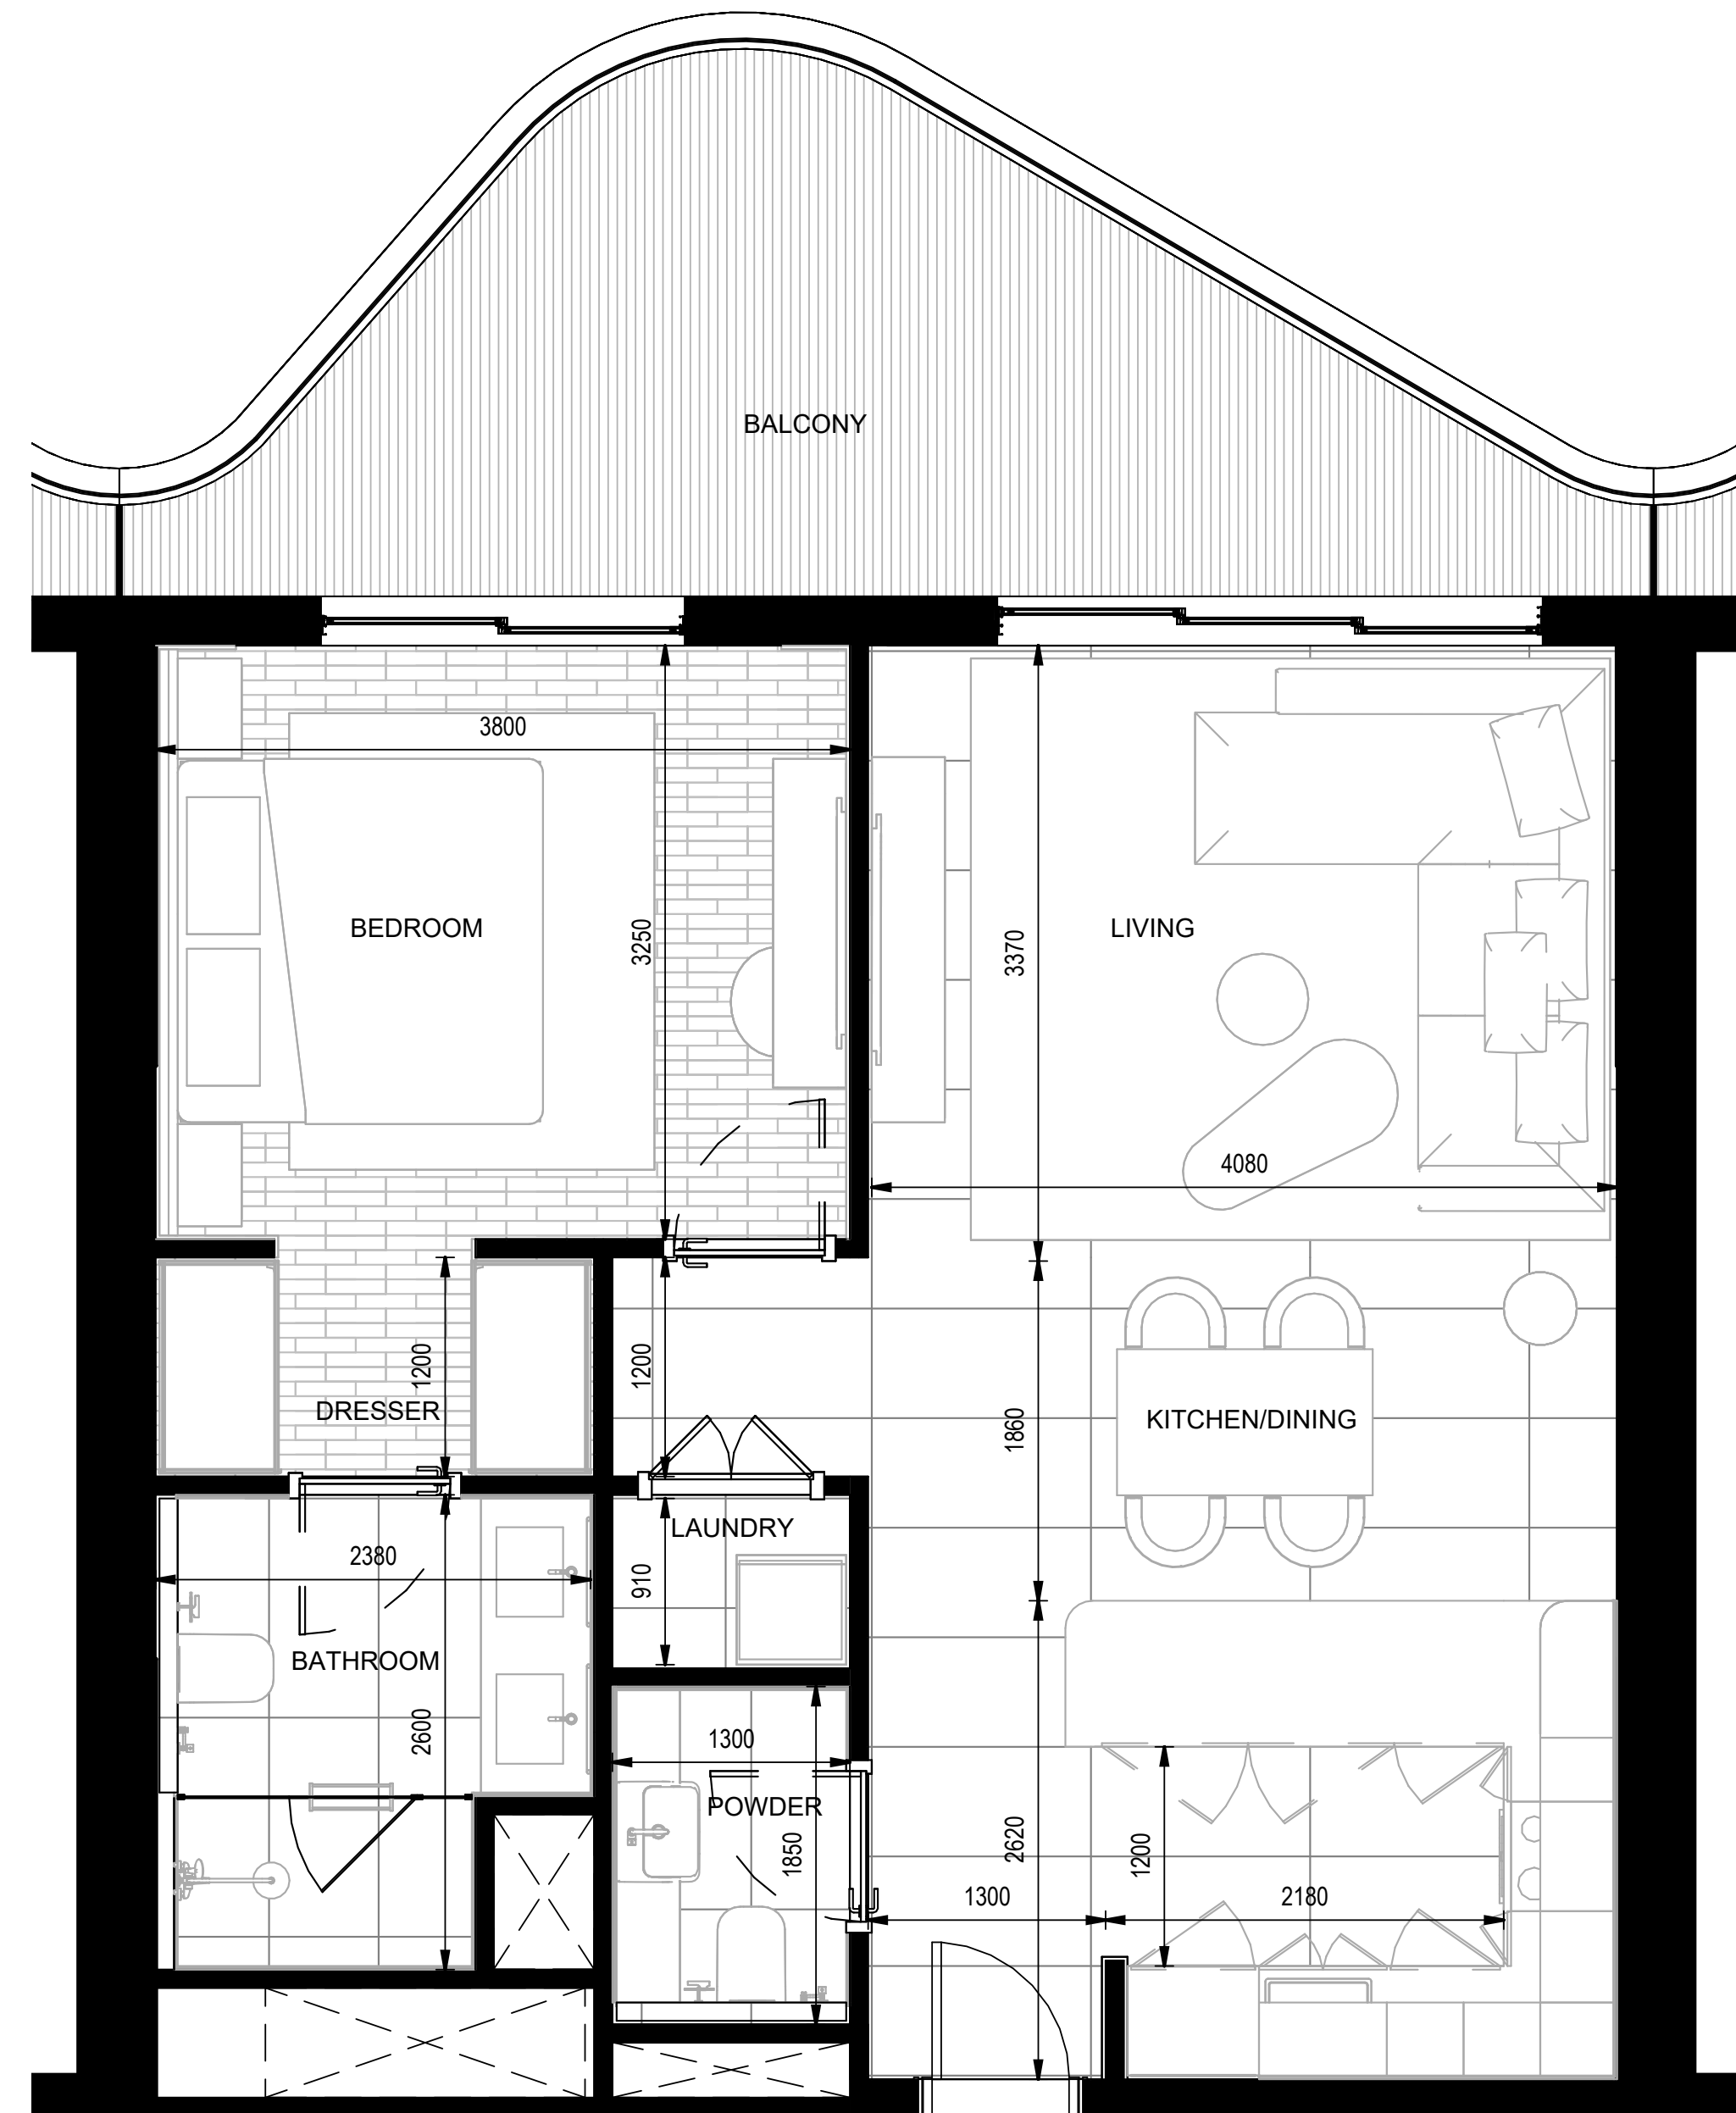 BALCONY
3800
BEDROOM
3250
LIVING
3370
4080
1200
DRESSER
1200
1860
KITCHEN/DINING
LAUNDRY
2380
910
BATHROOM
2600
1300
POWDER
1850
2620
1200
1300
2180